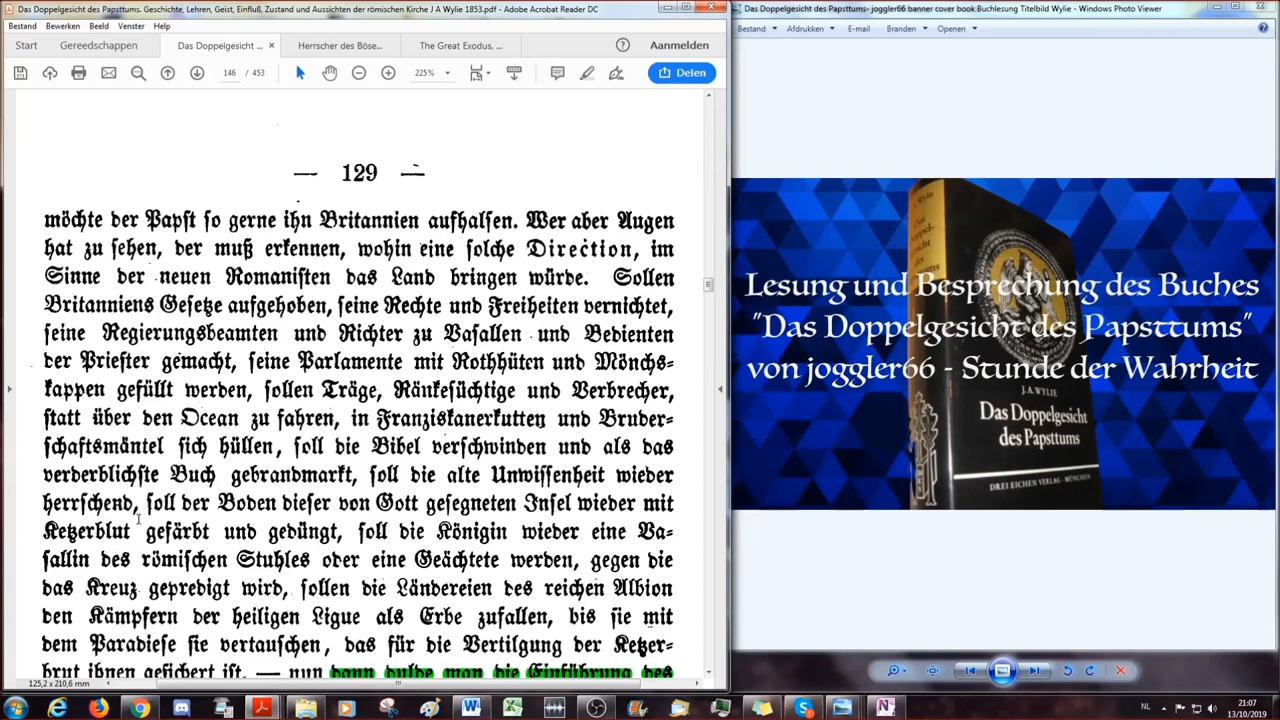 Das Doppelgesicht des Papsttums. Geschichte, Lehren, Geist, Einfluß, Zustand und Aussichten der römischen Kirche J A Wylie 1853.pdf - Adobe Acrobat Reader DC
Bestand Bewerken Beeld Venster Help
Start Gereedschappen Das Doppelgesicht ... × Herrscher des Böse... The Great Exodus, ... Anmelden
146 / 453 225% Delen
— 129 —
möchte der Papst so gerne ihn Britannien aufhalsen. Wer aber Augen
hat zu sehen, der muß erkennen, wohin eine solche Direction, im
Sinne der neuen Romanisten das Land bringen würde. Sollen
Britanniens Gesetze aufgehoben, seine Rechte und Freiheiten vernichtet,
seine Regierungsbeamten und Richter zu Vasallen und Bedienten
der Priester gemacht, seine Parlamente mit Rothhüten und Mönchs-
kappen gefüllt werden, sollen Träge, Ränkesüchtige und Verbrecher,
statt über den Ocean zu fahren, in Franziskanerkutten und Bruder-
schaftsmäntel sich hüllen, soll die Bibel verschwinden und als das
verderblichste Buch gebrandmarkt, soll die alte Unwissenheit wieder
herrschend, soll der Boden dieser von Gott gesegneten Insel wieder mit
Ketzerblut gefärbt und gedüngt, soll die Königin wieder eine Va-
sallin des römischen Stuhles oder eine Geächtete werden, gegen die
das Kreuz gepredigt wird, sollen die Ländereien des reichen Albion
den Kämpfern der heiligen Ligue als Erbe zufallen, bis sie mit
dem Paradiese sie vertauschen, das für die Vertilgung der Ketzer-
brut ihnen gesichert ist. — nun dann dulde man die Einführung des
125,2 x 210,6 mm
Das Doppelgesicht des Papsttums- joggler66 banner cover book Buchlesung Titelbild Wylie - Windows Photo Viewer
Bestand Afdrukken E-mail Branden Openen
Lesung und Besprechung des Buches
"Das Doppelgesicht des Papsttums"
von joggler66 - Stunde der Wahrheit
J.A. WYLIE
Das Doppelgesicht
des Papsttums
DREI EICHEN VERLAG · MÜNCHEN
NL 21:07
13/10/2019